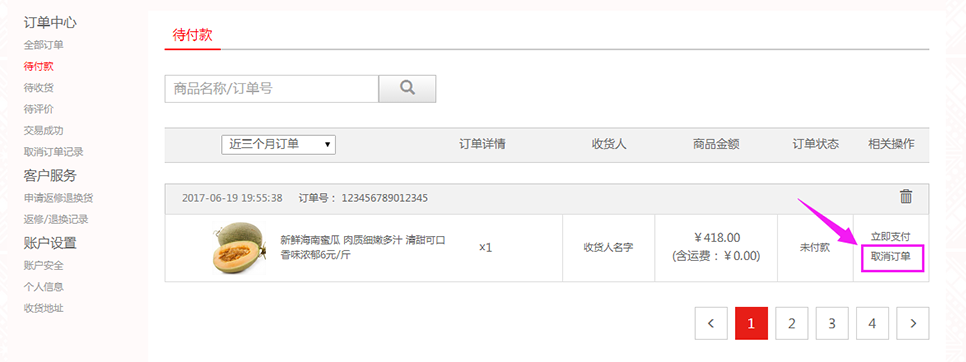 订单中心
全部订单
待付款
待收货
待评价
交易成功
取消订单记录
客户服务
申请返修退换货
返修/退换记录
账户设置
账户安全
个人信息
收货地址
待付款
商品名称/订单号
近三个月订单 订单详情 收货人 商品金额 订单状态 相关操作
2017-06-19 19:55:38 订单号： 123456789012345
新鲜海南蜜瓜 肉质细嫩多汁 清甜可口
香味浓郁6元/斤
x1
收货人名字
￥418.00
(含运费：￥0.00)
未付款
立即支付
取消订单
< 1 2 3 4 >